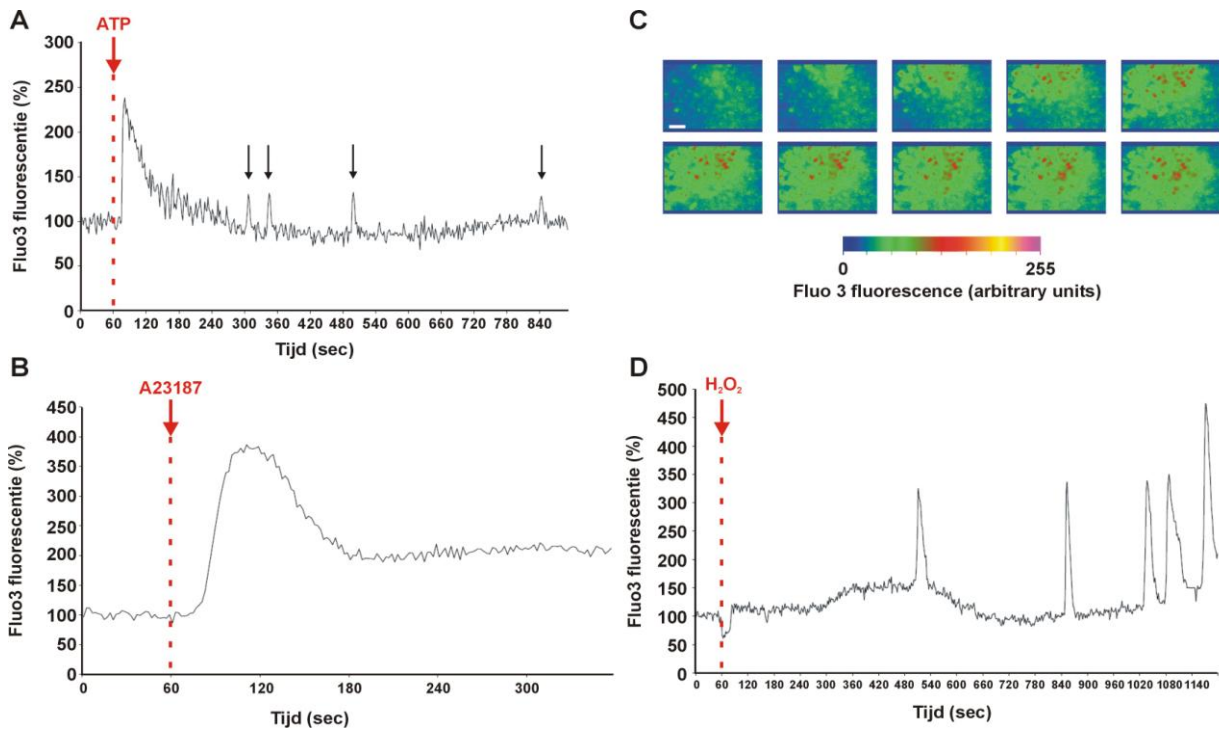 A
ATP
Fluo3 fluorescentie (%)
300
250
200
150
100
50
0
0 60 120 180 240 300 360 420 480 540 600 660 720 780 840
Tijd (sec)
C
0 255
Fluo 3 fluorescence (arbitrary units)
B
A23187
Fluo3 fluorescentie (%)
450
400
350
300
250
200
150
100
50
0
0 60 120 180 240 300
Tijd (sec)
D
H₂O₂
Fluo3 fluorescentie (%)
500
450
400
350
300
250
200
150
100
50
0
0 60 120 180 240 300 360 420 480 540 600 660 720 780 840 900 960 1020 1080 1140
Tijd (sec)